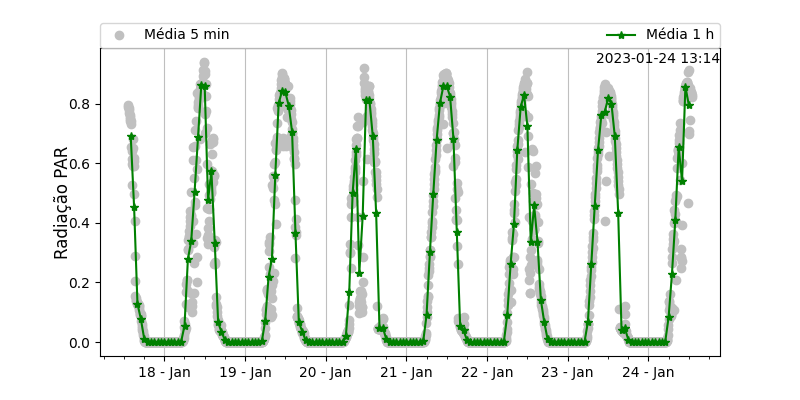 Média 5 min
Média 1 h
2023-01-24 13:14
Radiação PAR
0.8
0.6
0.4
0.2
0.0
18 - Jan
19 - Jan
20 - Jan
21 - Jan
22 - Jan
23 - Jan
24 - Jan